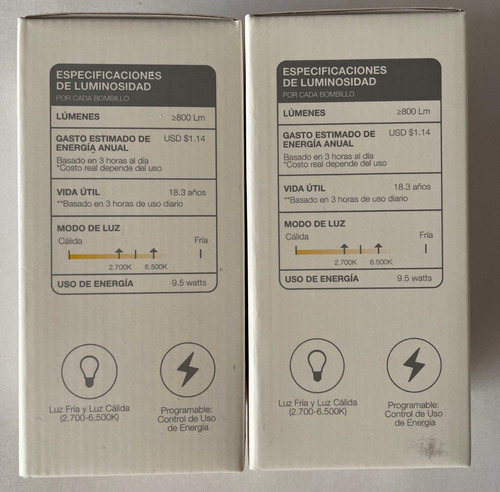 ESPECIFICACIONES
DE LUMINOSIDAD
POR CADA BOMBILLO
LÚMENES ≥800 Lm
GASTO ESTIMADO DE USD $1.14
ENERGÍA ANUAL
Basado en 3 horas al día
*Costo real depende del uso
VIDA ÚTIL 18.3 años
**Basado en 3 horas de uso diario
MODO DE LUZ
Cálida Fría
2.700K 6.500K
USO DE ENERGÍA 9.5 watts
Luz Fría y Luz Cálida
(2.700-6.500K)
Programable:
Control de Uso
de Energía
ESPECIFICACIONES
DE LUMINOSIDAD
POR CADA BOMBILLO
LÚMENES ≥800 Lm
GASTO ESTIMADO DE USD $1.14
ENERGÍA ANUAL
Basado en 3 horas al día
*Costo real depende del uso
VIDA ÚTIL 18.3 años
**Basado en 3 horas de uso diario
MODO DE LUZ
Cálida Fría
2.700K 6.500K
USO DE ENERGÍA 9.5 watts
Luz Fría y Luz Cálida
(2.700-6.500K)
Programable:
Control de Uso
de Energía